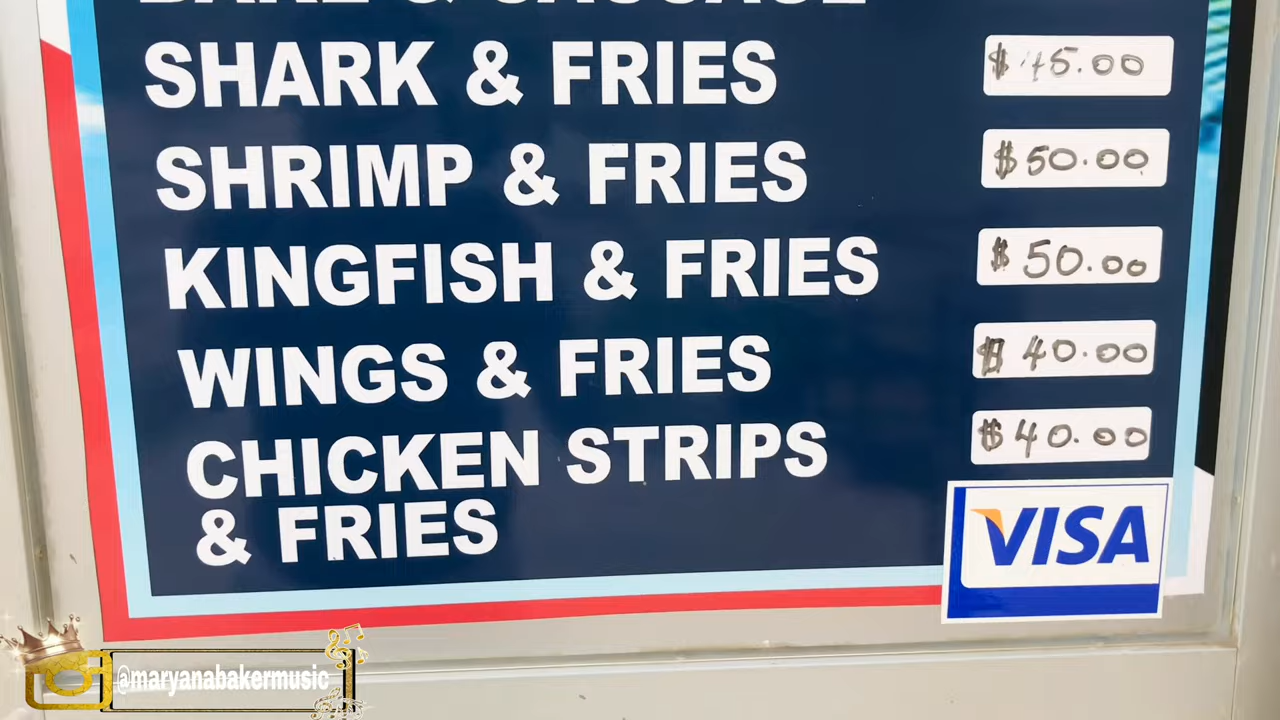 SHARK & FRIES $45.00
SHRIMP & FRIES $50.00
KINGFISH & FRIES $50.00
WINGS & FRIES $40.00
CHICKEN STRIPS $40.00
& FRIES
VISA
@maryanabakermusic